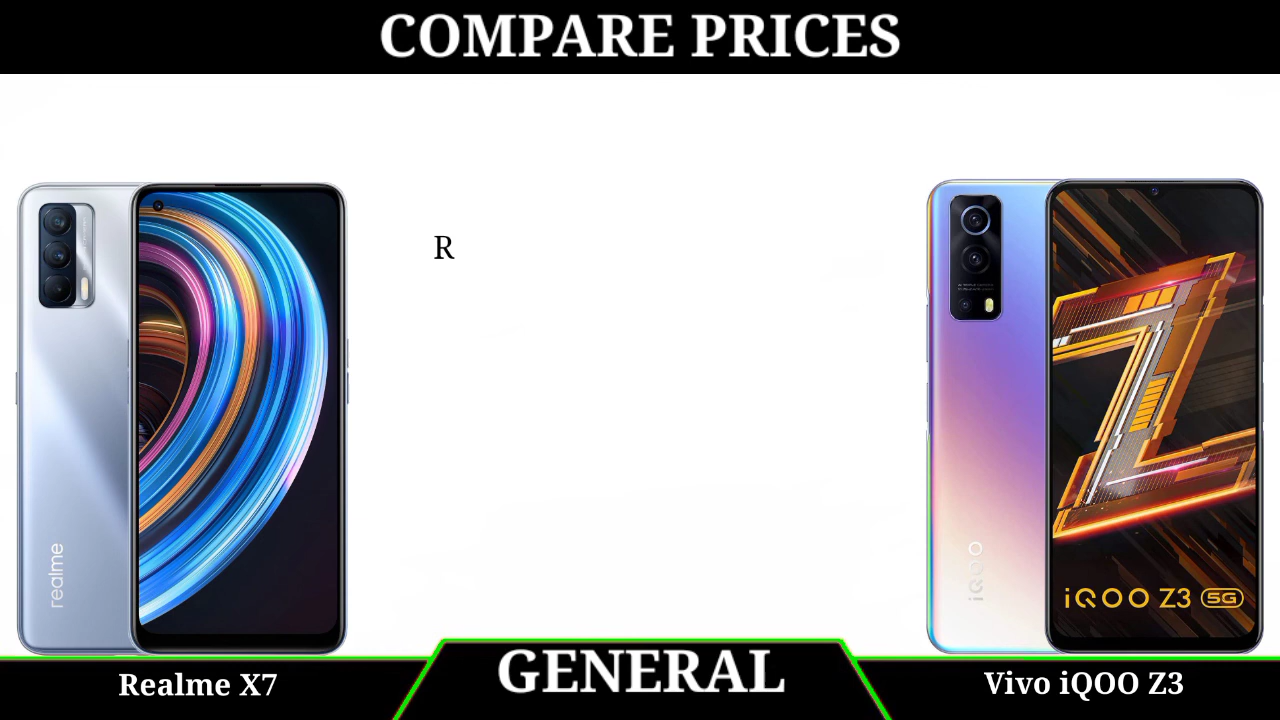 COMPARE PRICES
R
realme
iQOO
iQOO Z3 5G
GENERAL
Realme X7
Vivo iQOO Z3